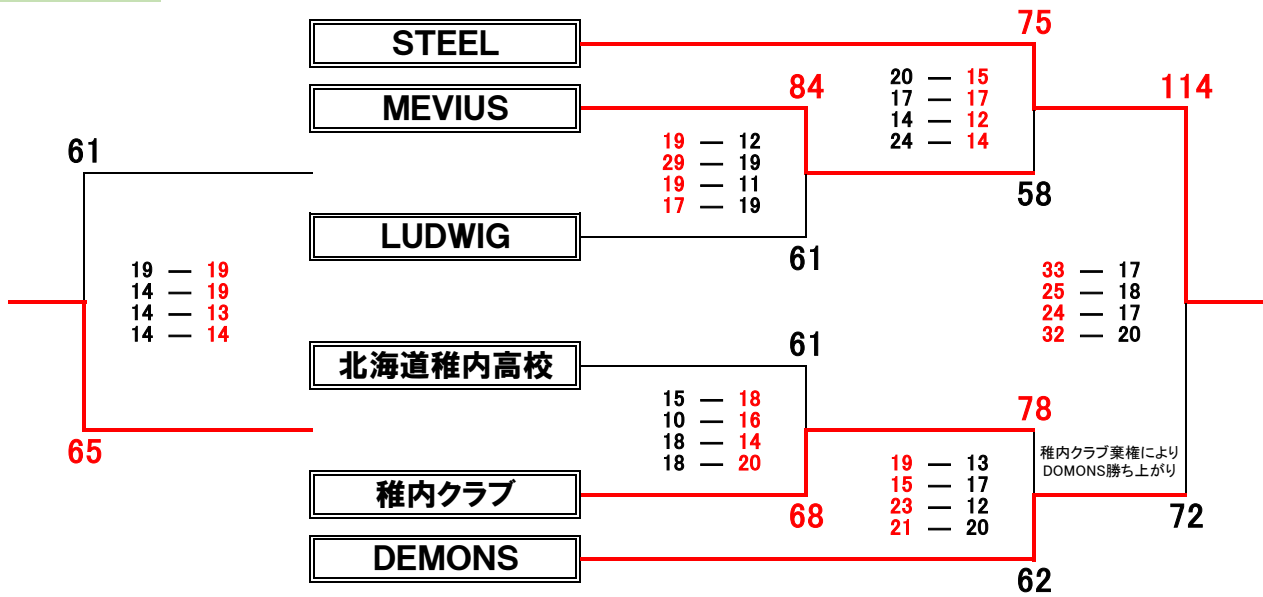 75
STEEL
20 — 15
84
114
17 — 17
MEVIUS
14 — 12
24 — 14
61
19 — 12
29 — 19
19 — 11
58
17 — 19
LUDWIG
61
19 — 19
33 — 17
14 — 19
25 — 18
14 — 13
24 — 17
14 — 14
32 — 20
61
北海道稚内高校
15 — 18
78
10 — 16
18 — 14
65
稚内クラブ棄権により
18 — 20
19 — 13
DOMONS勝ち上がり
稚内クラブ
15 — 17
68
23 — 12
72
21 — 20
DEMONS
62